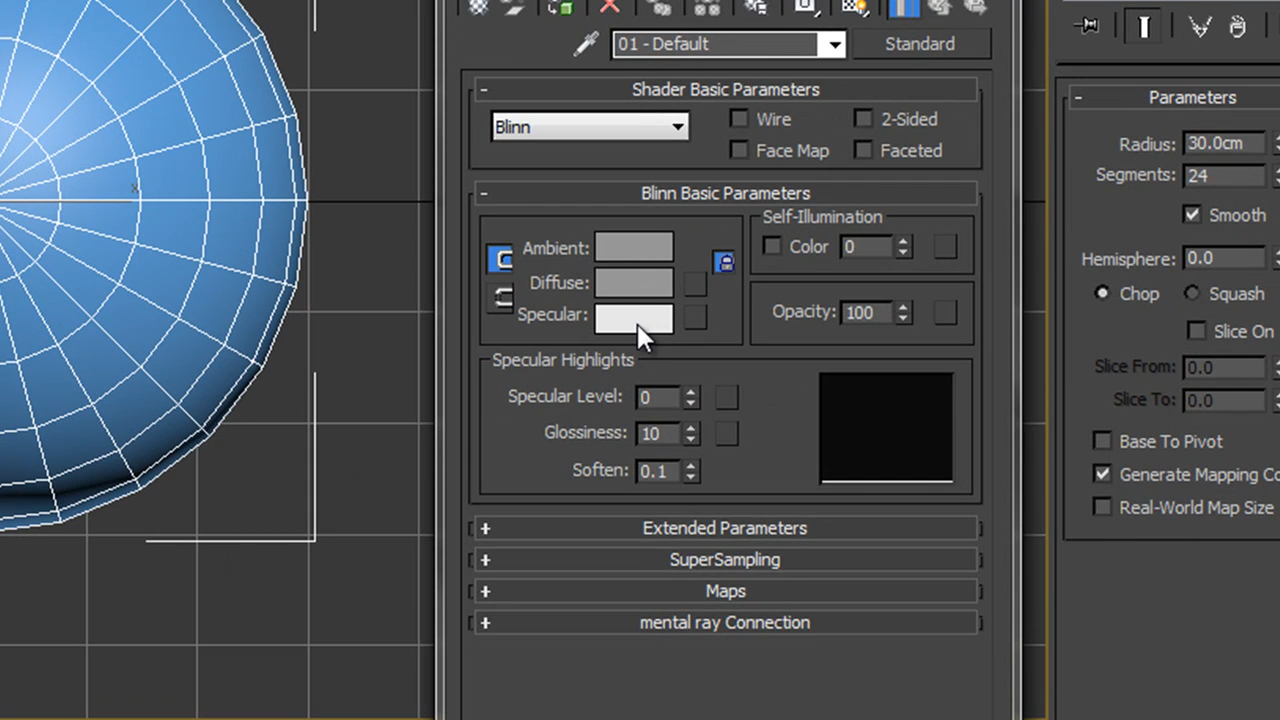 01 - Default
Standard
Shader Basic Parameters
Blinn
Wire
2-Sided
Face Map
Faceted
Blinn Basic Parameters
Ambient:
Diffuse:
Specular:
Self-Illumination
Color
0
Opacity:
100
Specular Highlights
Specular Level:
0
Glossiness:
10
Soften:
0.1
Extended Parameters
SuperSampling
Maps
mental ray Connection
Parameters
Radius:
30.0cm
Segments:
24
Smooth
Hemisphere:
0.0
Chop
Squash
Slice On
Slice From:
0.0
Slice To:
0.0
Base To Pivot
Generate Mapping Co
Real-World Map Size
x